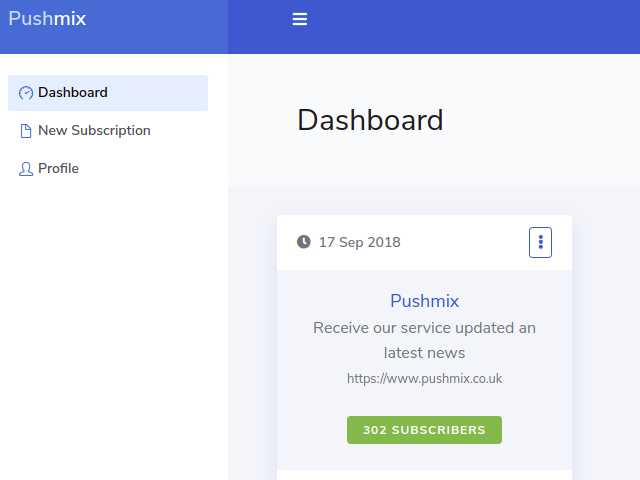 Pushmix
Dashboard
New Subscription
Profile
Dashboard
17 Sep 2018
Pushmix
Receive our service updated an
latest news
https://www.pushmix.co.uk
302 SUBSCRIBERS